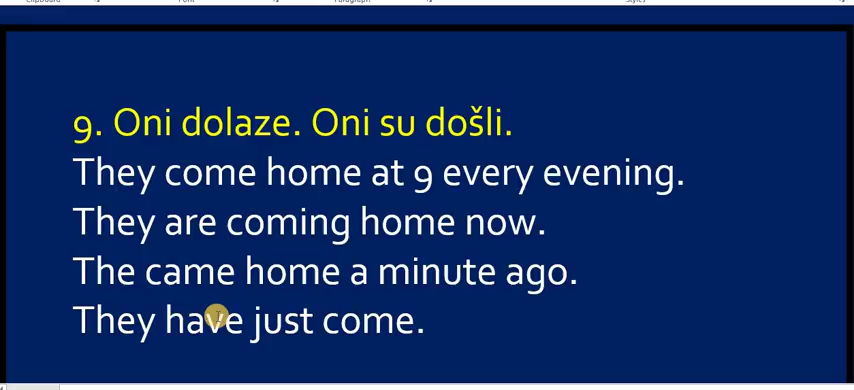 9. Oni dolaze. Oni su došli.
They come home at 9 every evening.
They are coming home now.
The came home a minute ago.
They have just come.